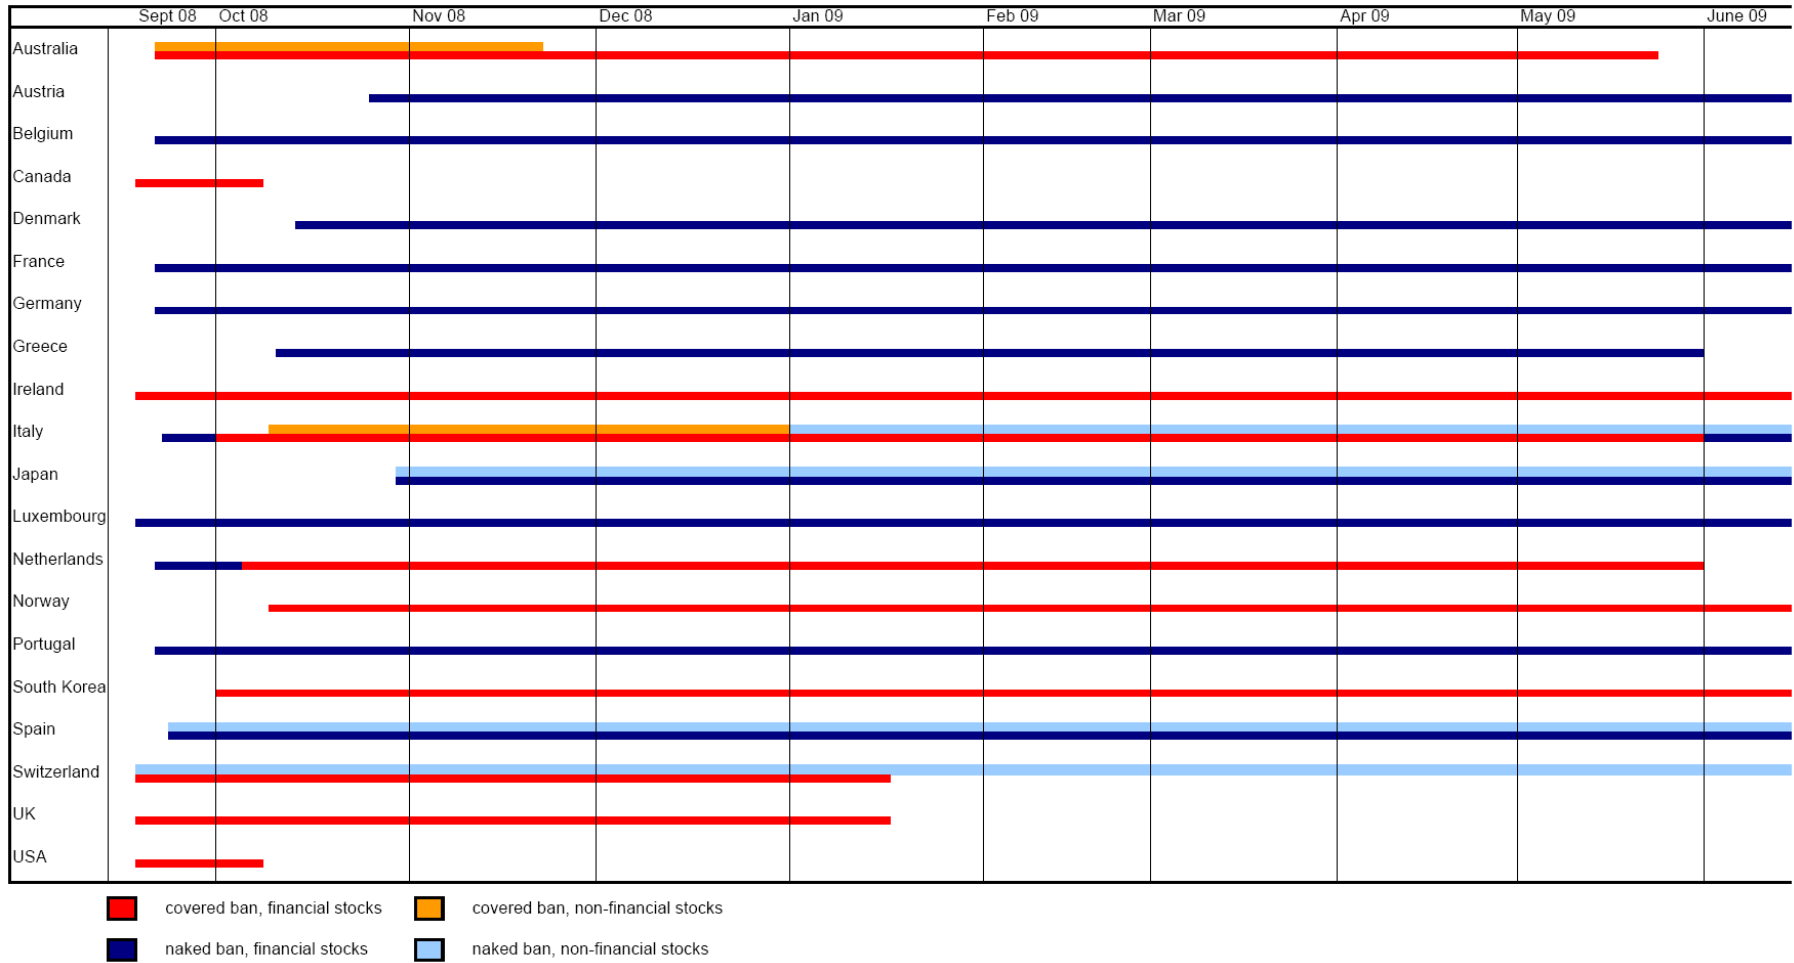 Sept 08 Oct 08 Nov 08 Dec 08 Jan 09 Feb 09 Mar 09 Apr 09 May 09 June 09
Australia
Austria
Belgium
Canada
Denmark
France
Germany
Greece
Ireland
Italy
Japan
Luxembourg
Netherlands
Norway
Portugal
South Korea
Spain
Switzerland
UK
USA
covered ban, financial stocks covered ban, non-financial stocks
naked ban, financial stocks naked ban, non-financial stocks